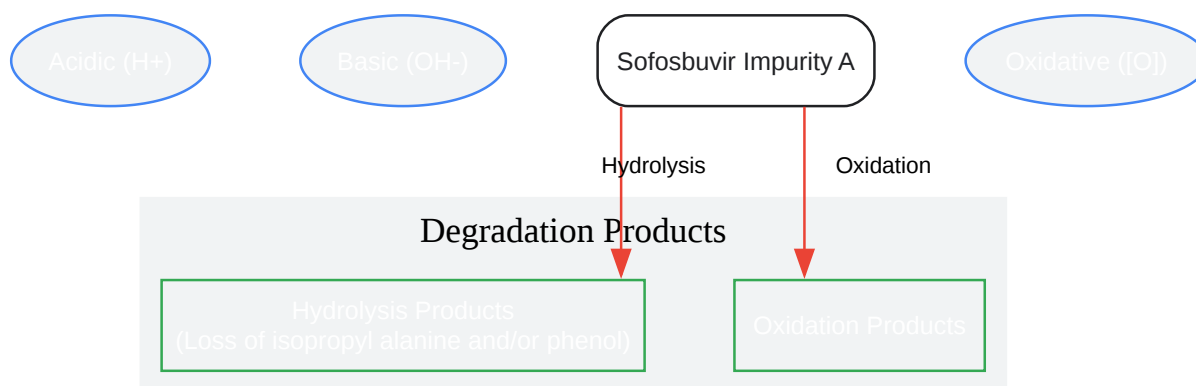 Acidic (H+)
Basic (OH-)
Sofosbuvir Impurity A
Oxidative ([O])
Hydrolysis
Oxidation
Degradation Products
Hydrolysis Products
(Loss of isopropyl alanine and/or phenol)
Oxidation Products